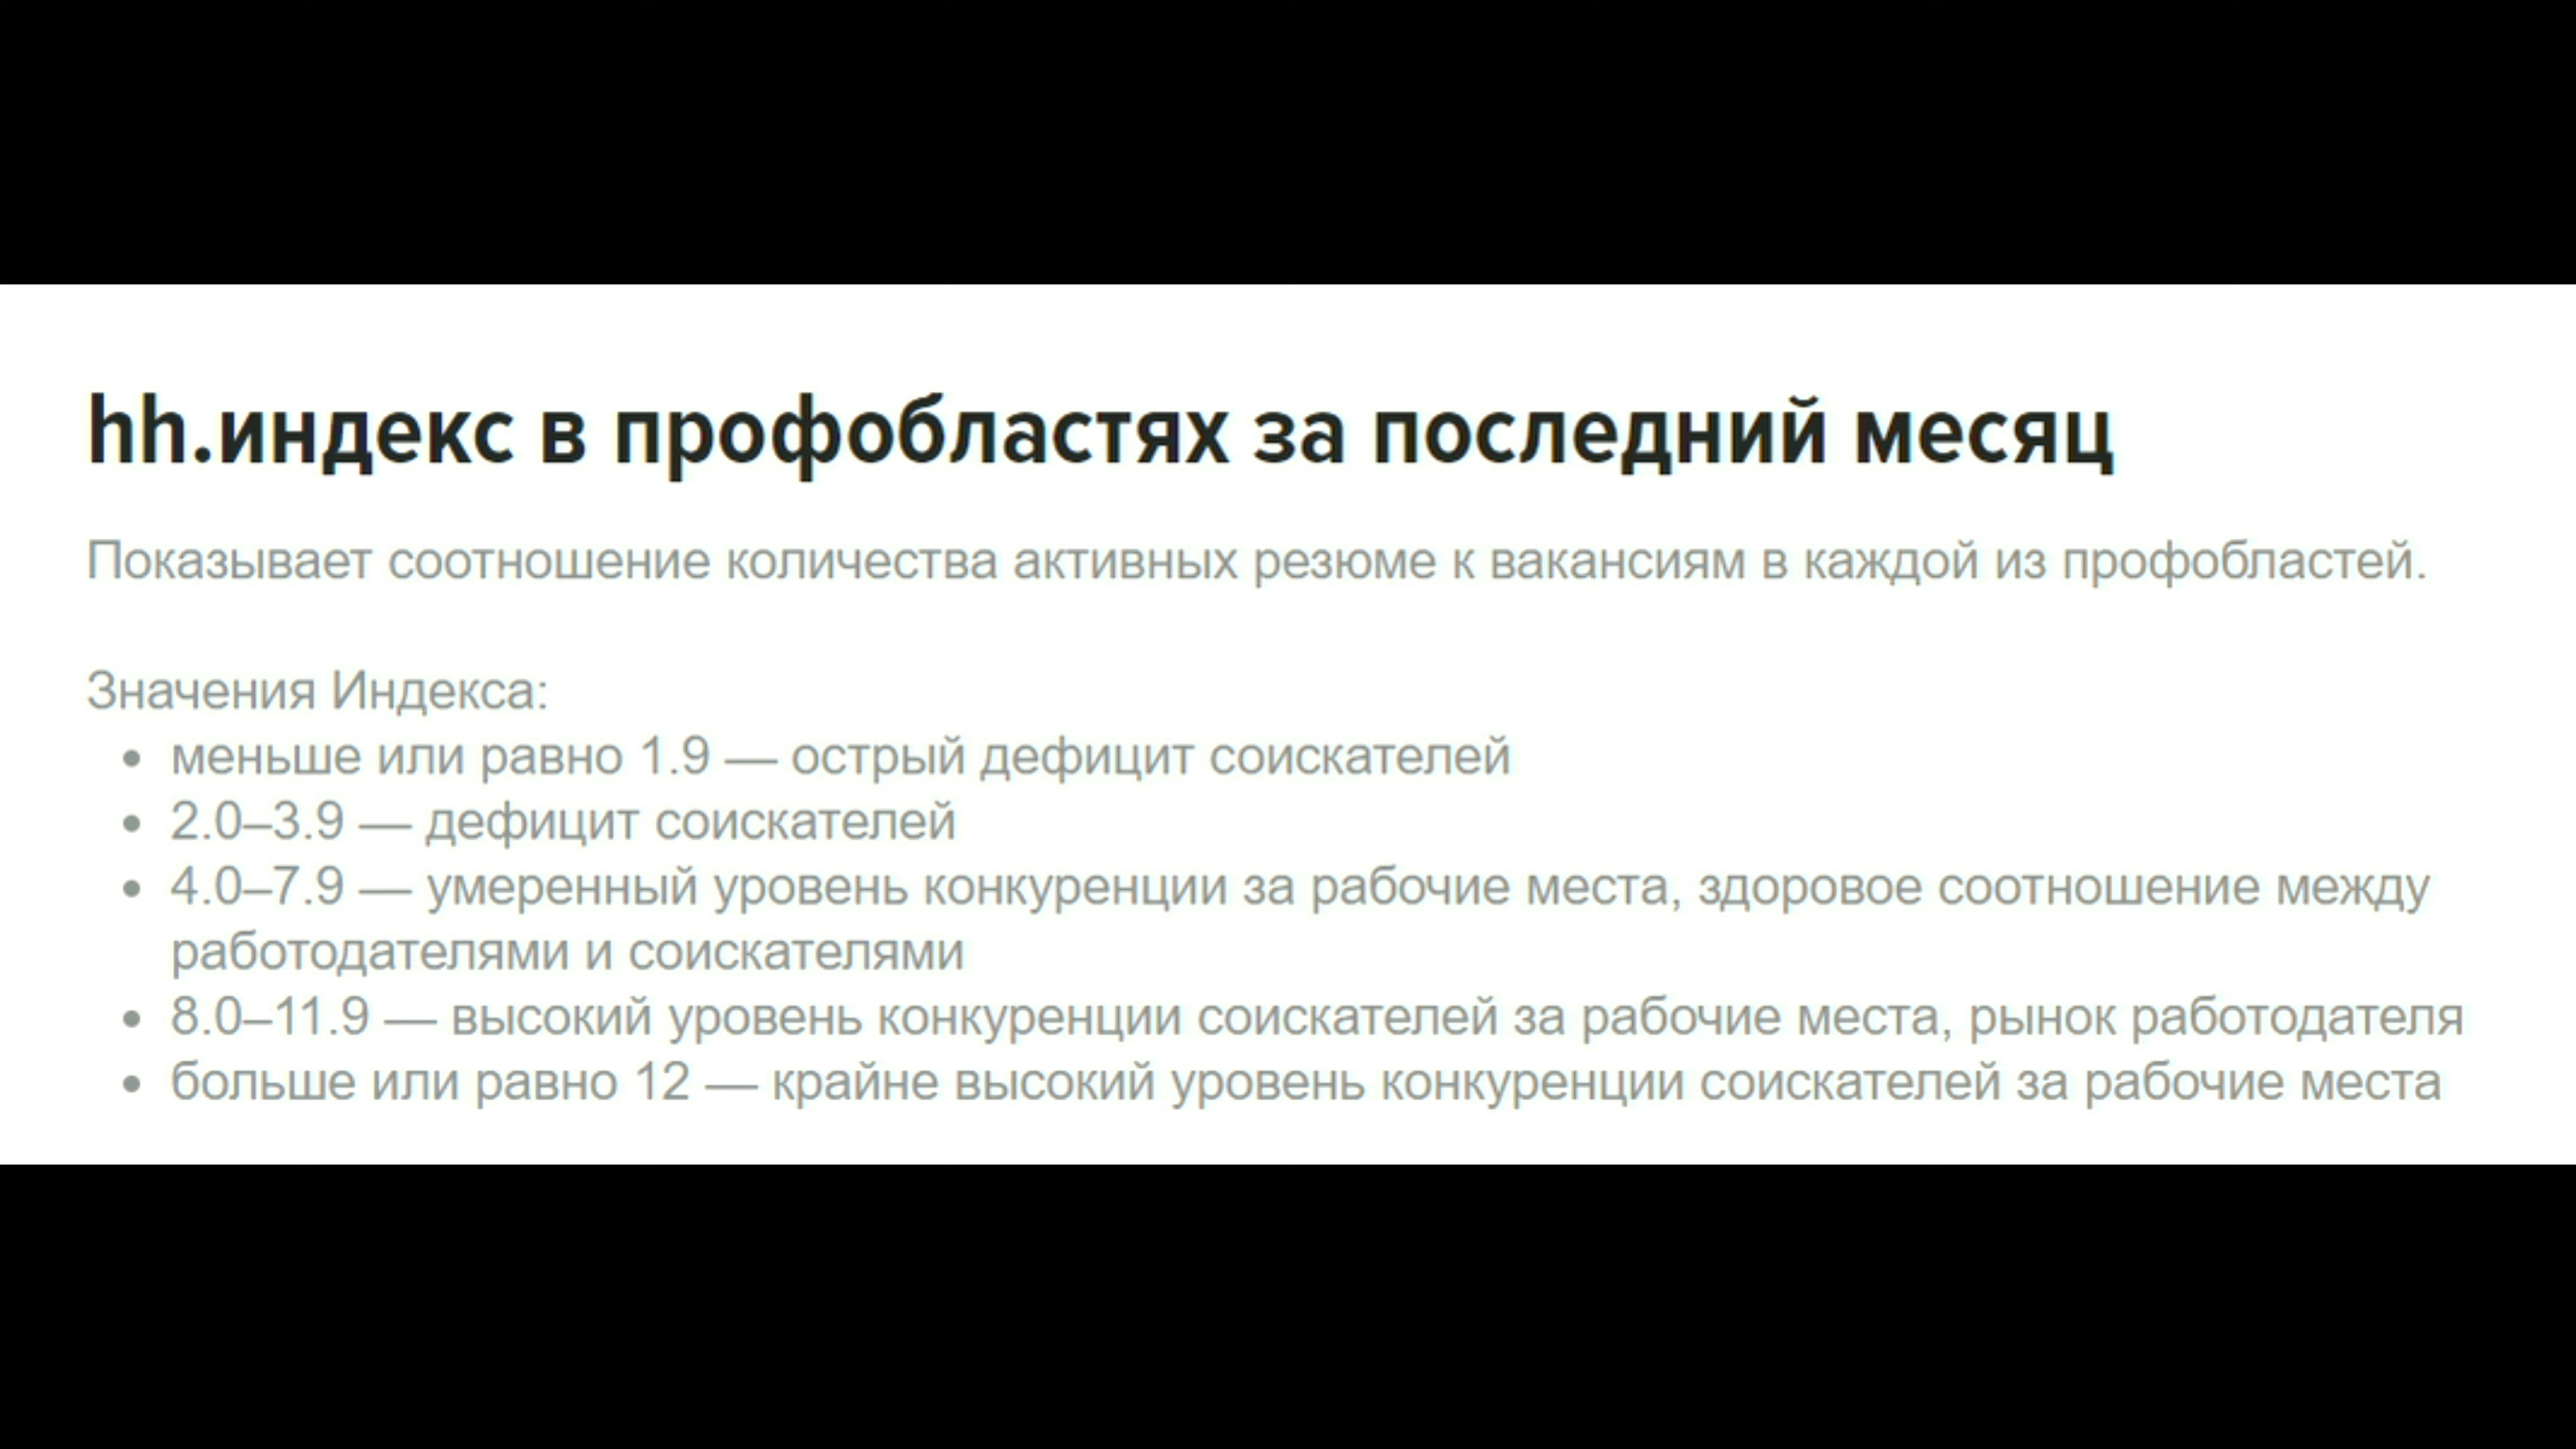 hh.индекс в профобластях за последний месяц
Показывает соотношение количества активных резюме к вакансиям в каждой из профобластей.
Значения Индекса:
• меньше или равно 1.9 — острый дефицит соискателей
• 2.0–3.9 — дефицит соискателей
• 4.0–7.9 — умеренный уровень конкуренции за рабочие места, здоровое соотношение между
работодателями и соискателями
• 8.0–11.9 — высокий уровень конкуренции соискателей за рабочие места, рынок работодателя
• больше или равно 12 — крайне высокий уровень конкуренции соискателей за рабочие места